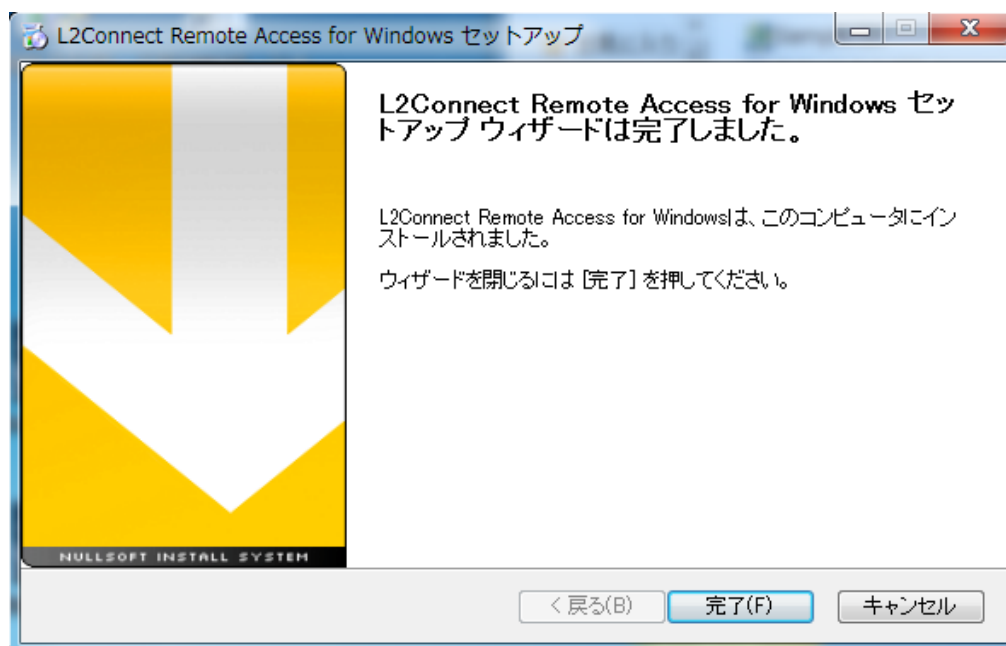 L2Connect Remote Access for Windows セットアップ
L2Connect Remote Access for Windows セッ
トアップ ウィザードは完了しました。
L2Connect Remote Access for Windowsは、このコンピュータにイン
ストールされました。
ウィザードを閉じるには [完了] を押してください。
NULLSOFT INSTALL SYSTEM
< 戻る(B)
完了(F)
キャンセル